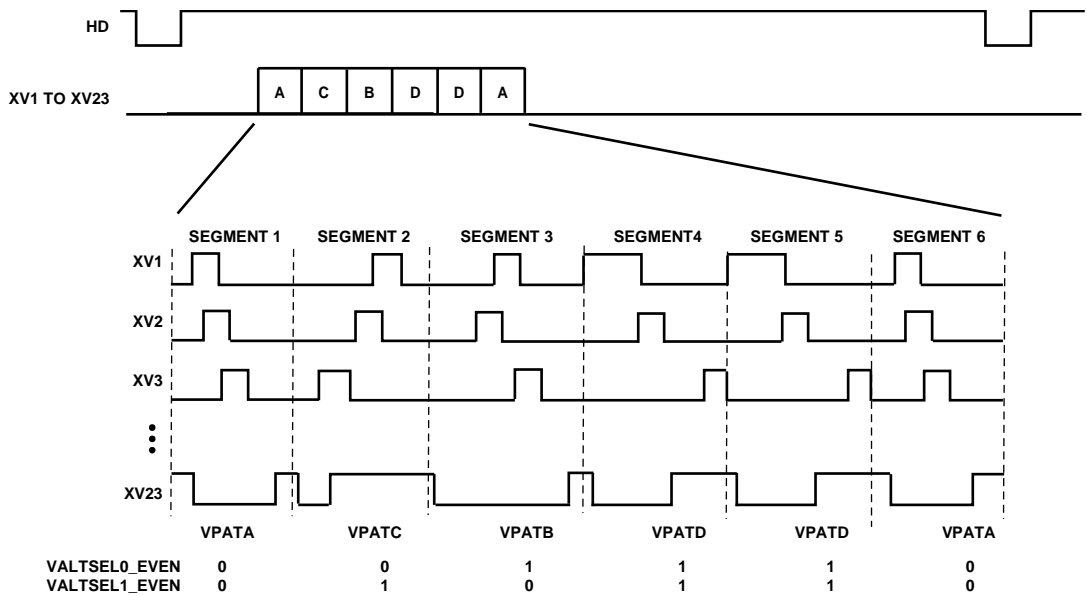 HD
XV1 TO XV23
A C B D D A
SEGMENT 1 SEGMENT 2 SEGMENT 3 SEGMENT4 SEGMENT 5 SEGMENT 6
XV1
XV2
XV3
XV23
VPATA VPATC VPATB VPATD VPATD VPATA
VALTSEL0_EVEN 0 0 1 1 1 0
VALTSEL1_EVEN 0 1 0 1 1 0